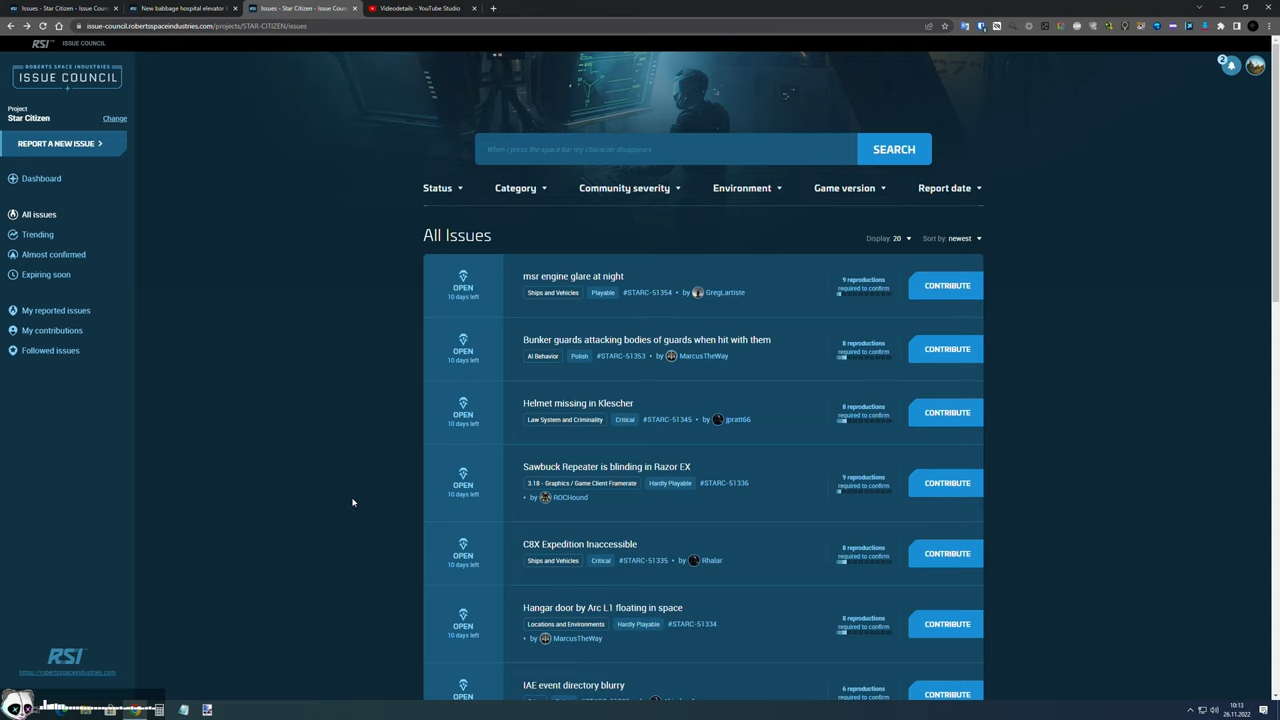 Issues - Star Citizen - Issue Coun
New babbage hospital elevator
Issues - Star Citizen - Issue Coun
Videodetails - YouTube Studio
issue-council.robertsspaceindustries.com/projects/STAR-CITIZEN/issues
RSI ISSUE COUNCIL
ROBERTS SPACE INDUSTRIES
ISSUE COUNCIL
2
Project
Star Citizen
Change
REPORT A NEW ISSUE
Dashboard
All issues
Trending
Almost confirmed
Expiring soon
My reported issues
My contributions
Followed issues
RSI
https://robertsspaceindustries.com
When I press the space bar my character disappears
SEARCH
Status
Category
Community severity
Environment
Game version
Report date
All Issues
Display: 20
Sort by: newest
OPEN
10 days left
msr engine glare at night
Ships and Vehicles
Playable
#STARC-51354 • by GregLartiste
9 reproductions
required to confirm
CONTRIBUTE
OPEN
10 days left
Bunker guards attacking bodies of guards when hit with them
AI Behavior
Polish
#STARC-51353 • by MarcusTheWay
8 reproductions
required to confirm
CONTRIBUTE
OPEN
10 days left
Helmet missing in Klescher
Law System and Criminality
Critical
#STARC-51345 • by jpratt66
8 reproductions
required to confirm
CONTRIBUTE
OPEN
10 days left
Sawbuck Repeater is blinding in Razor EX
3.18 - Graphics / Game Client Framerate
Hardly Playable
#STARC-51336
• by ROCHound
9 reproductions
required to confirm
CONTRIBUTE
OPEN
10 days left
C8X Expedition Inaccessible
Ships and Vehicles
Critical
#STARC-51335 • by Rhalar
8 reproductions
required to confirm
CONTRIBUTE
OPEN
10 days left
Hangar door by Arc L1 floating in space
Locations and Environments
Hardly Playable
#STARC-51334
• by MarcusTheWay
8 reproductions
required to confirm
CONTRIBUTE
OPEN
IAE event directory blurry
6 reproductions
required to confirm
CONTRIBUTE
10:13
26.11.2022